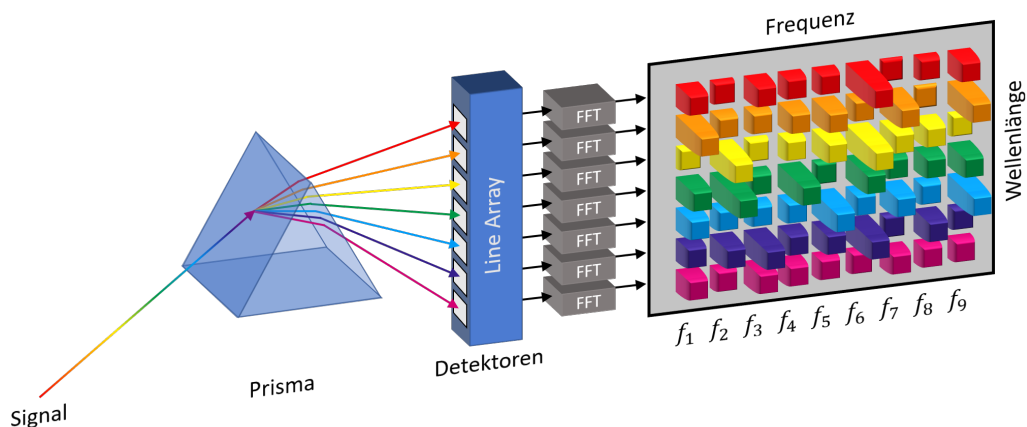 Frequenz
Wellenlänge
Line Array
FFT
FFT
FFT
FFT
FFT
FFT
FFT
f1 f2 f3 f4 f5 f6 f7 f8 f9
Detektoren
Prisma
Signal